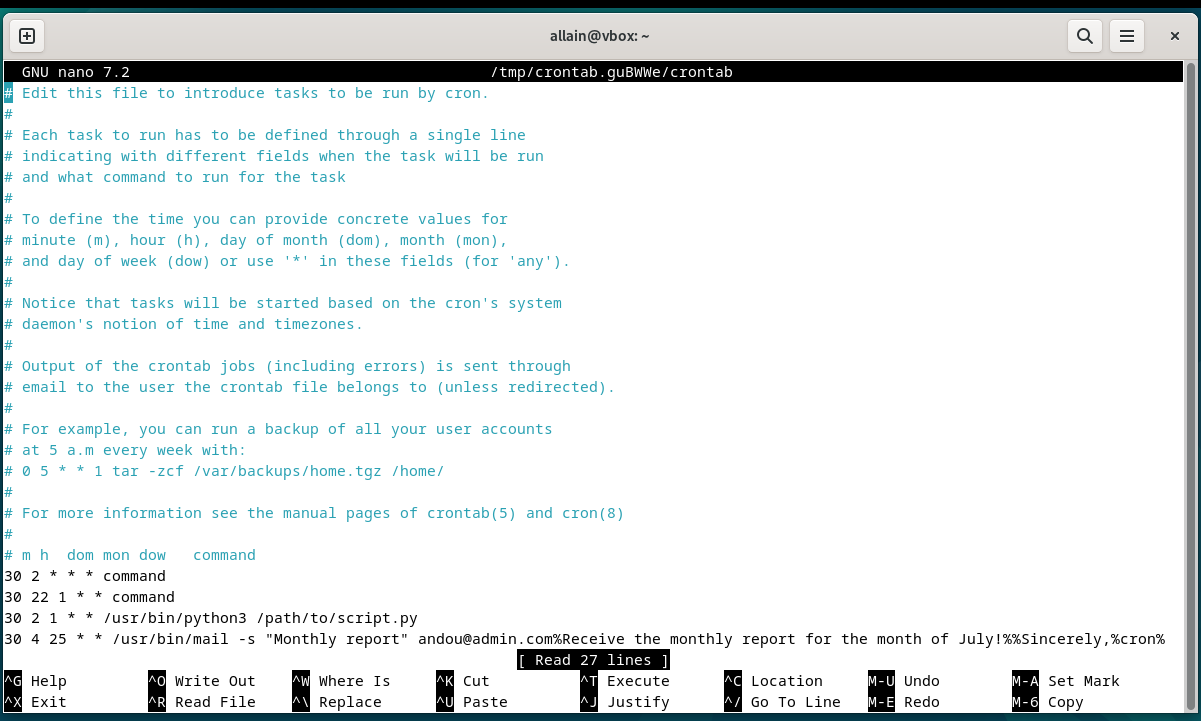 allain@vbox: ~
GNU nano 7.2 /tmp/crontab.guBWWe/crontab
# Edit this file to introduce tasks to be run by cron.
#
# Each task to run has to be defined through a single line
# indicating with different fields when the task will be run
# and what command to run for the task
#
# To define the time you can provide concrete values for
# minute (m), hour (h), day of month (dom), month (mon),
# and day of week (dow) or use '*' in these fields (for 'any').
#
# Notice that tasks will be started based on the cron's system
# daemon's notion of time and timezones.
#
# Output of the crontab jobs (including errors) is sent through
# email to the user the crontab file belongs to (unless redirected).
#
# For example, you can run a backup of all your user accounts
# at 5 a.m every week with:
# 0 5 * * 1 tar -zcf /var/backups/home.tgz /home/
#
# For more information see the manual pages of crontab(5) and cron(8)
#
# m h  dom mon dow   command
30 2 * * * command
30 22 1 * * command
30 2 1 * * /usr/bin/python3 /path/to/script.py
30 4 25 * * /usr/bin/mail -s "Monthly report" andou@admin.com%Receive the monthly report for the month of July!%%Sincerely,%cron%
[ Read 27 lines ]
^G Help ^O Write Out ^W Where Is ^K Cut ^T Execute ^C Location M-U Undo M-A Set Mark
^X Exit ^R Read File ^\ Replace ^U Paste ^J Justify ^/ Go To Line M-E Redo M-6 Copy